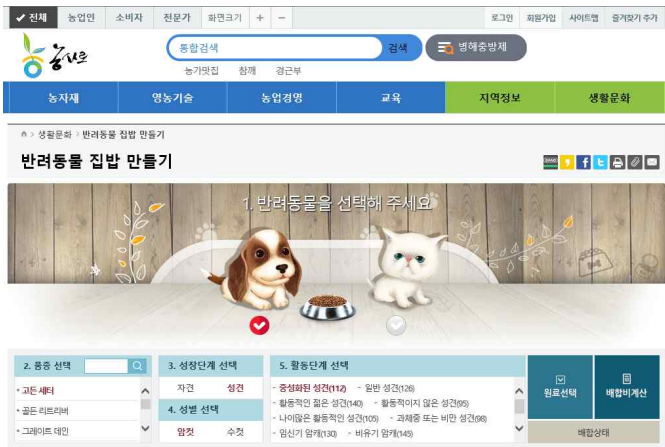 전체 농업인 소비자 전문가 화면크기 + − 로그인 회원가입 사이트맵 즐겨찾기 추가
농사로 통합검색 검색 병해충방제
농가맛집 참깨 경근부
농자재 영농기술 농업경영 교육 지역정보 생활문화
> 생활문화 > 반려동물 집밥 만들기
반려동물 집밥 만들기
1. 반려동물을 선택해 주세요
2. 품종 선택 3. 성장단계 선택 5. 활동단계 선택
고든 세터 자견 성견 - 중성화된 성견(112) - 일반 성견(126) 원료선택 배합비계산
골든 리트리버 4. 성별 선택 - 활동적인 젊은 성견(140) - 활동적이지 않은 성견(95)
- 나이많은 활동적인 성견(105) - 과체중 또는 비만 성견(98)
그레이트 데인 암컷 수컷 - 임신기 암캐(130) - 비유기 암캐(145) 배합상태